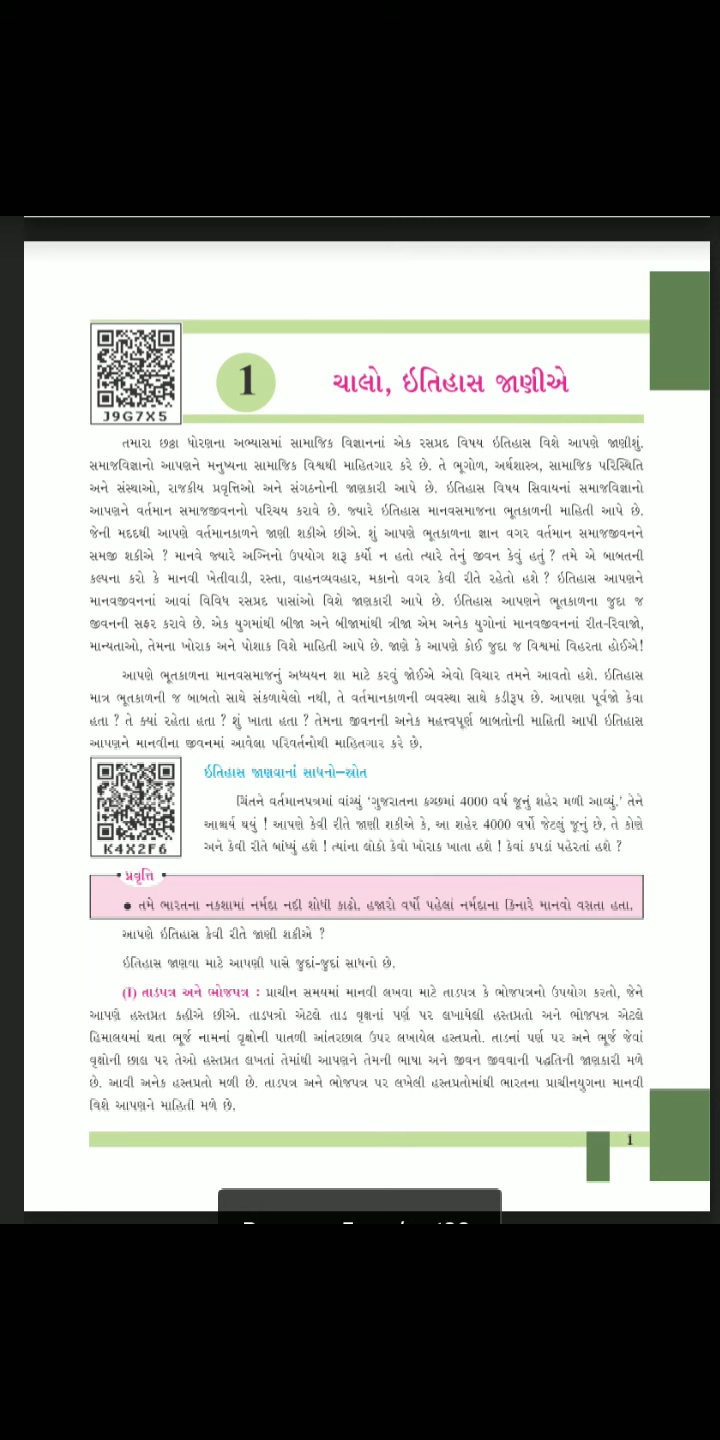 1
ચાલો, ઇતિહાસ જાણીએ
J9G7X5
તમારા છઠ્ઠા ધોરણના અભ્યાસમાં સામાજિક વિજ્ઞાનનાં એક રસપ્રદ વિષય ઇતિહાસ વિશે આપણે જાણીશું.
સમાજવિજ્ઞાનો આપણને મનુષ્યના સામાજિક વિશ્વથી માહિતગાર કરે છે. તે ભૂગોળ, અર્થશાસ્ત્ર, સામાજિક પરિસ્થિતિ
અને સંસ્થાઓ, રાજકીય પ્રવૃત્તિઓ અને સંગઠનોની જાણકારી આપે છે. ઇતિહાસ વિષય સિવાયનાં સમાજવિજ્ઞાનો
આપણને વર્તમાન સમાજજીવનનો પરિચય કરાવે છે. જ્યારે ઇતિહાસ માનવસમાજના ભૂતકાળની માહિતી આપે છે.
જેની મદદથી આપણે વર્તમાનકાળને જાણી શકીએ છીએ. શું આપણે ભૂતકાળના જ્ઞાન વગર વર્તમાન સમાજજીવનને
સમજી શકીએ ? માનવે જ્યારે અગ્નિનો ઉપયોગ શરૂ કર્યો ન હતો ત્યારે તેનું જીવન કેવું હતું ? તમે એ બાબતની
કલ્પના કરો કે માનવી ખેતીવાડી, રસ્તા, વાહનવ્યવહાર, મકાનો વગર કેવી રીતે રહેતો હશે ? ઇતિહાસ આપણને
માનવજીવનનાં આવાં વિવિધ રસપ્રદ પાસાંઓ વિશે જાણકારી આપે છે. ઇતિહાસ આપણને ભૂતકાળના જુદા જ
જીવનની સફર કરાવે છે. એક યુગમાંથી બીજા અને બીજામાંથી ત્રીજા એમ અનેક યુગોનાં માનવજીવનનાં રીત-રિવાજો,
માન્યતાઓ, તેમના ખોરાક અને પોશાક વિશે માહિતી આપે છે. જાણે કે આપણે કોઈ જુદા જ વિશ્વમાં વિહરતા હોઈએ!
આપણે ભૂતકાળના માનવસમાજનું અધ્યયન શા માટે કરવું જોઈએ એવો વિચાર તમને આવતો હશે. ઇતિહાસ
માત્ર ભૂતકાળની જ બાબતો સાથે સંકળાયેલો નથી, તે વર્તમાનકાળની વ્યવસ્થા સાથે કડીરૂપ છે. આપણા પૂર્વજો કેવા
હતા ? તે ક્યાં રહેતા હતા ? શું ખાતા હતા ? તેમના જીવનની અનેક મહત્ત્વપૂર્ણ બાબતોની માહિતી આપી ઇતિહાસ
આપણને માનવીના જીવનમાં આવેલા પરિવર્તનોથી માહિતગાર કરે છે.
ઇતિહાસ જાણવાનાં સાધનો–સ્રોત
K4X2F6
ચિંતને વર્તમાનપત્રમાં વાંચ્યું ‘ગુજરાતના કચ્છમાં 4000 વર્ષ જૂનું શહેર મળી આવ્યું.’ તેને
આશ્ચર્ય થયું ! આપણે કેવી રીતે જાણી શકીએ કે, આ શહેર 4000 વર્ષો જેટલું જૂનું છે, તે કોણે
અને કેવી રીતે બાંધ્યું હશે ! ત્યાંના લોકો કેવો ખોરાક ખાતા હશે ! કેવાં કપડાં પહેરતાં હશે ?
• પ્રવૃત્તિ •
● તમે ભારતના નકશામાં નર્મદા નદી શોધી કાઢો. હજારો વર્ષો પહેલાં નર્મદાના કિનારે માનવો વસતા હતા.
આપણે ઇતિહાસ કેવી રીતે જાણી શકીએ ?
ઇતિહાસ જાણવા માટે આપણી પાસે જુદાં-જુદાં સાધનો છે.
(I) તાડપત્ર અને ભોજપત્ર : પ્રાચીન સમયમાં માનવી લખવા માટે તાડપત્ર કે ભોજપત્રનો ઉપયોગ કરતો, જેને
આપણે હસ્તપ્રત કહીએ છીએ. તાડપત્રો એટલે તાડ વૃક્ષનાં પર્ણ પર લખાયેલી હસ્તપ્રતો અને ભોજપત્ર એટલે
હિમાલયમાં થતા ભૂર્જ નામનાં વૃક્ષોની પાતળી આંતરછાલ ઉપર લખાયેલ હસ્તપ્રતો. તાડનાં પર્ણ પર અને ભૂર્જ જેવાં
વૃક્ષોની છાલ પર તેઓ હસ્તપ્રત લખતાં તેમાંથી આપણને તેમની ભાષા અને જીવન જીવવાની પદ્ધતિની જાણકારી મળે
છે. આવી અનેક હસ્તપ્રતો મળી છે. તાડપત્ર અને ભોજપત્ર પર લખેલી હસ્તપ્રતોમાંથી ભારતના પ્રાચીનયુગના માનવી
વિશે આપણને માહિતી મળે છે.
1